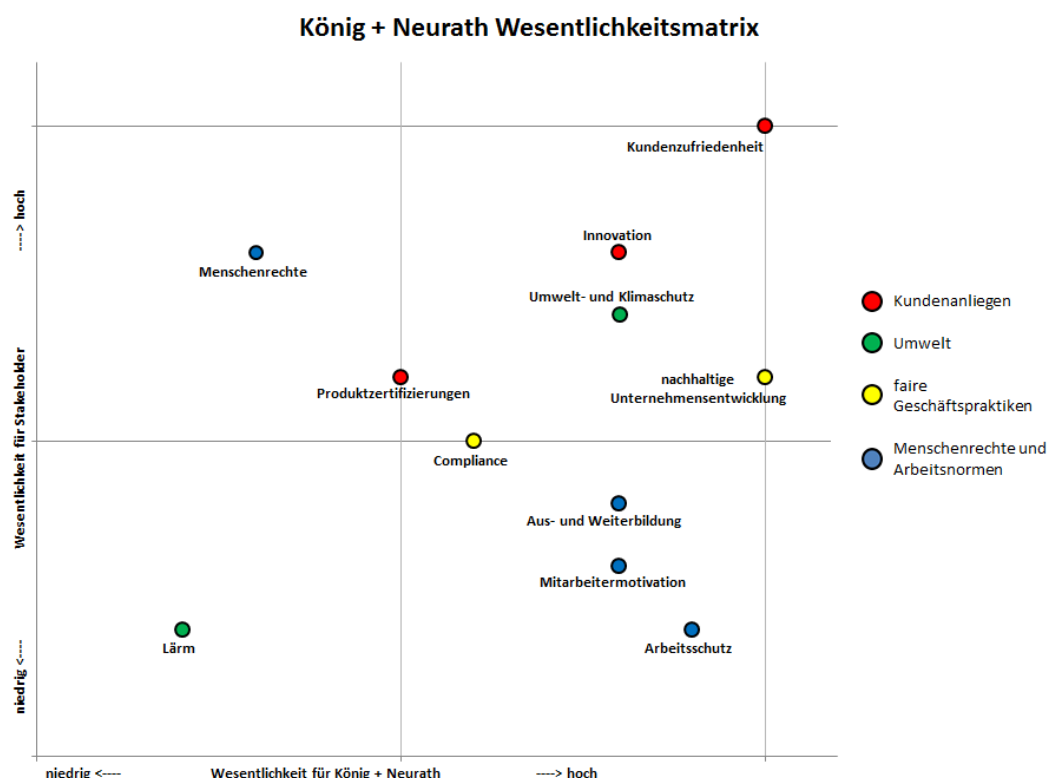 König + Neurath Wesentlichkeitsmatrix
Kundenzufriedenheit
----> hoch
Innovation
Menschenrechte
Umwelt- und Klimaschutz
Kundenanliegen
Umwelt
nachhaltige
Unternehmensentwicklung
Produktzertifizierungen
faire
Geschäftspraktiken
Wesentlichkeit für Stakeholder
Compliance
Menschenrechte und
Arbeitsnormen
Aus- und Weiterbildung
Mitarbeitermotivation
Lärm
Arbeitsschutz
niedrig <----
niedrig <---- Wesentlichkeit für König + Neurath ----> hoch